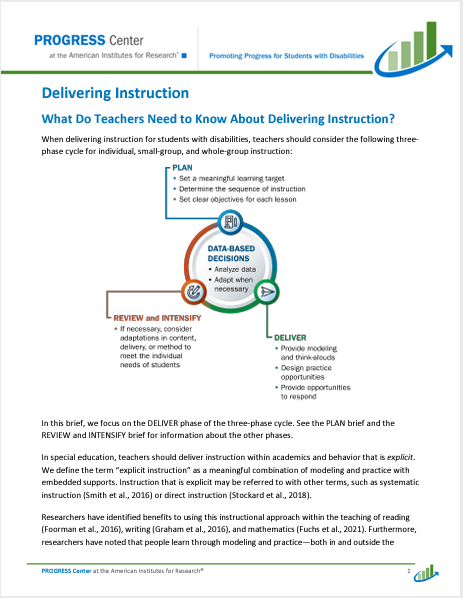 PROGRESS Center
at the American Institutes for Research®
Promoting Progress for Students with Disabilities
Delivering Instruction
What Do Teachers Need to Know About Delivering Instruction?
When delivering instruction for students with disabilities, teachers should consider the following three-
phase cycle for individual, small-group, and whole-group instruction:
PLAN
• Set a meaningful learning target
• Determine the sequence of instruction
• Set clear objectives for each lesson
DATA-BASED
DECISIONS
• Analyze data
• Adapt when
necessary
REVIEW and INTENSIFY
• If necessary, consider
adaptations in content,
delivery, or method to
meet the individual
needs of students
DELIVER
• Provide modeling
and think-alouds
• Design practice
opportunities
• Provide opportunities
to respond
In this brief, we focus on the DELIVER phase of the three-phase cycle. See the PLAN brief and the
REVIEW and INTENSIFY brief for information about the other phases.
In special education, teachers should deliver instruction within academics and behavior that is explicit.
We define the term “explicit instruction” as a meaningful combination of modeling and practice with
embedded supports. Instruction that is explicit may be referred to with other terms, such as systematic
instruction (Smith et al., 2016) or direct instruction (Stockard et al., 2018).
Researchers have identified benefits to using this instructional approach within the teaching of reading
(Foorman et al., 2016), writing (Graham et al., 2016), and mathematics (Fuchs et al., 2021). Furthermore,
researchers have noted that people learn through modeling and practice—both in and outside the
PROGRESS Center at the American Institutes for Research®
1